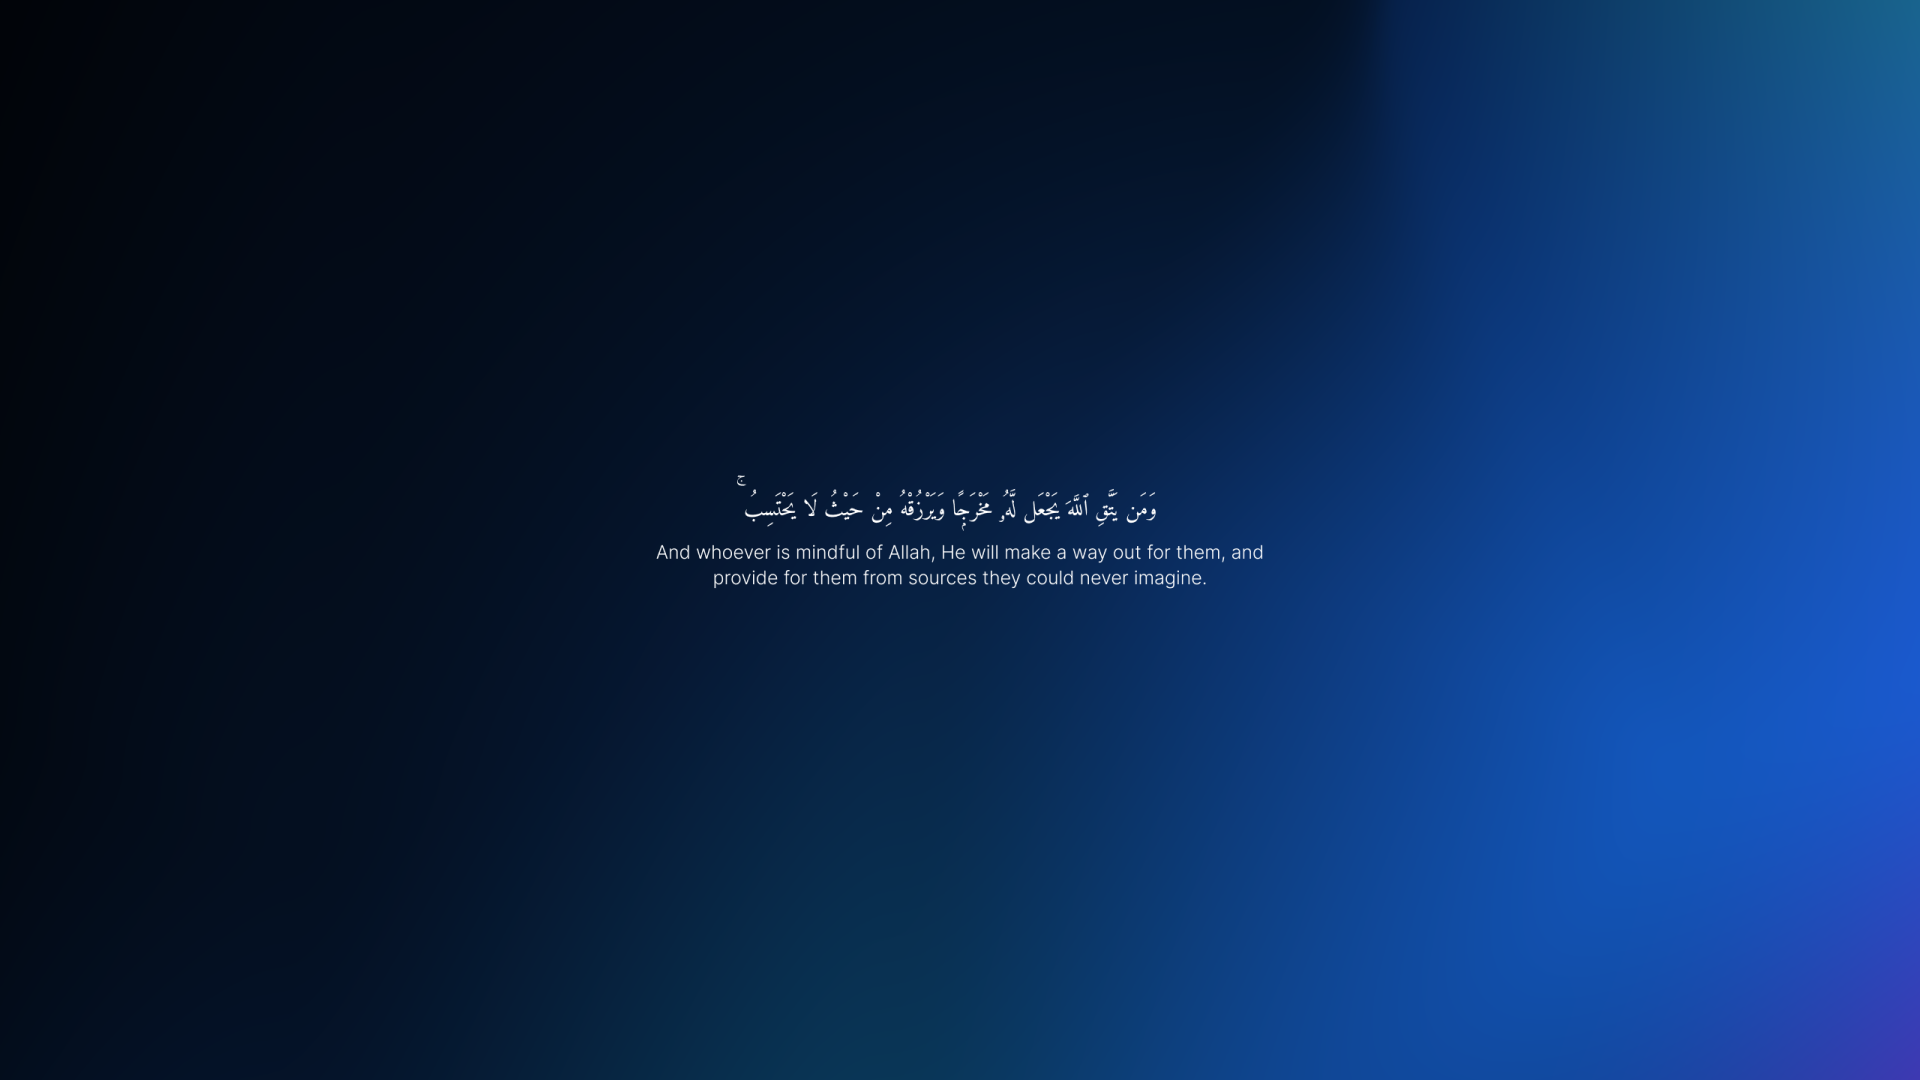 وَمَن يَتَّقِ ٱللَّهَ يَجْعَل لَّهُۥ مَخْرَجًۭا وَيَرْزُقْهُ مِنْ حَيْثُ لَا يَحْتَسِبُ ۚ
And whoever is mindful of Allah, He will make a way out for them, and
provide for them from sources they could never imagine.